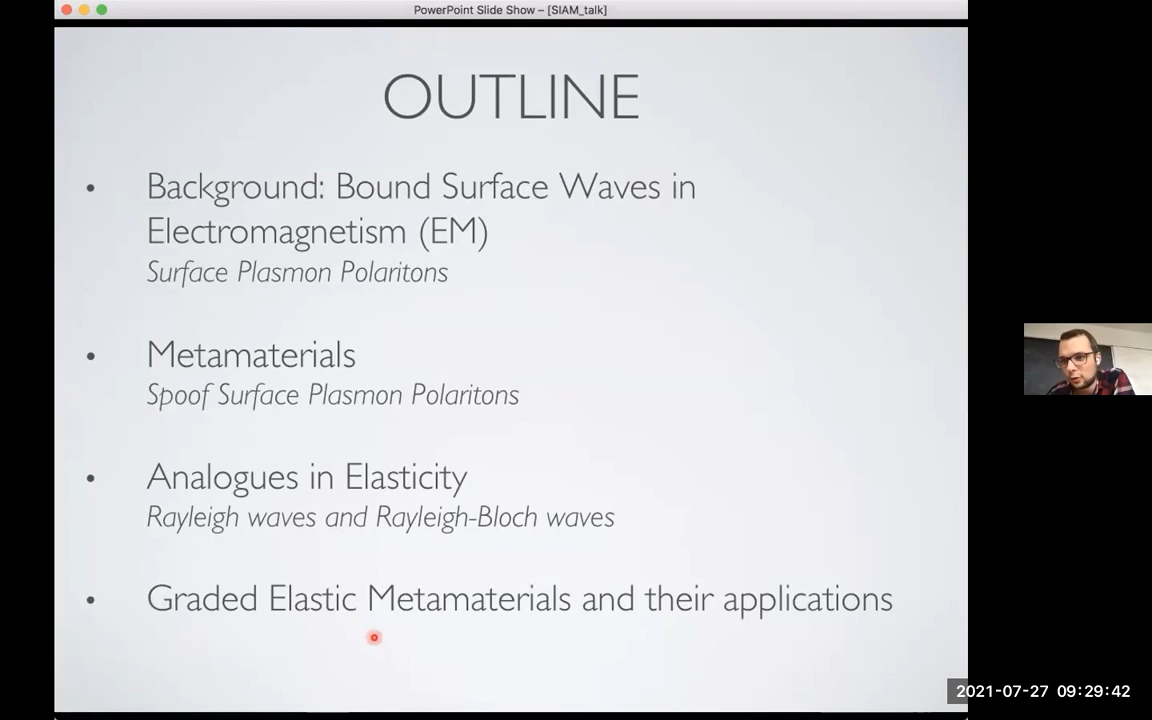 PowerPoint Slide Show – [SIAM_talk]
OUTLINE
• Background: Bound Surface Waves in
Electromagnetism (EM)
Surface Plasmon Polaritons
• Metamaterials
Spoof Surface Plasmon Polaritons
• Analogues in Elasticity
Rayleigh waves and Rayleigh-Bloch waves
• Graded Elastic Metamaterials and their applications
2021-07-27 09:29:42